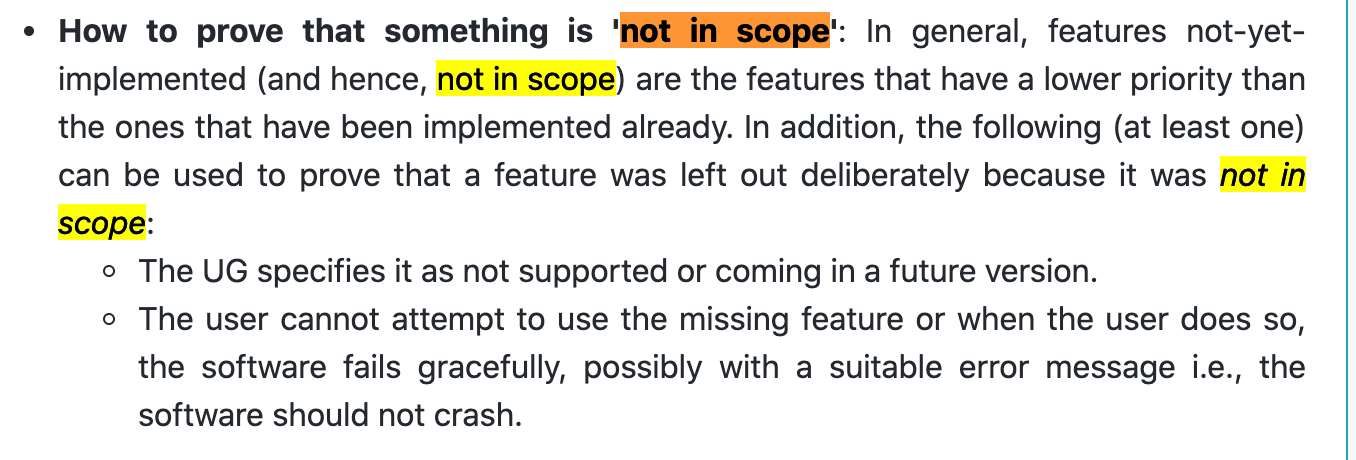 • How to prove that something is 'not in scope': In general, features not-yet-
implemented (and hence, not in scope) are the features that have a lower priority than
the ones that have been implemented already. In addition, the following (at least one)
can be used to prove that a feature was left out deliberately because it was not in
scope:
○ The UG specifies it as not supported or coming in a future version.
○ The user cannot attempt to use the missing feature or when the user does so,
the software fails gracefully, possibly with a suitable error message i.e., the
software should not crash.